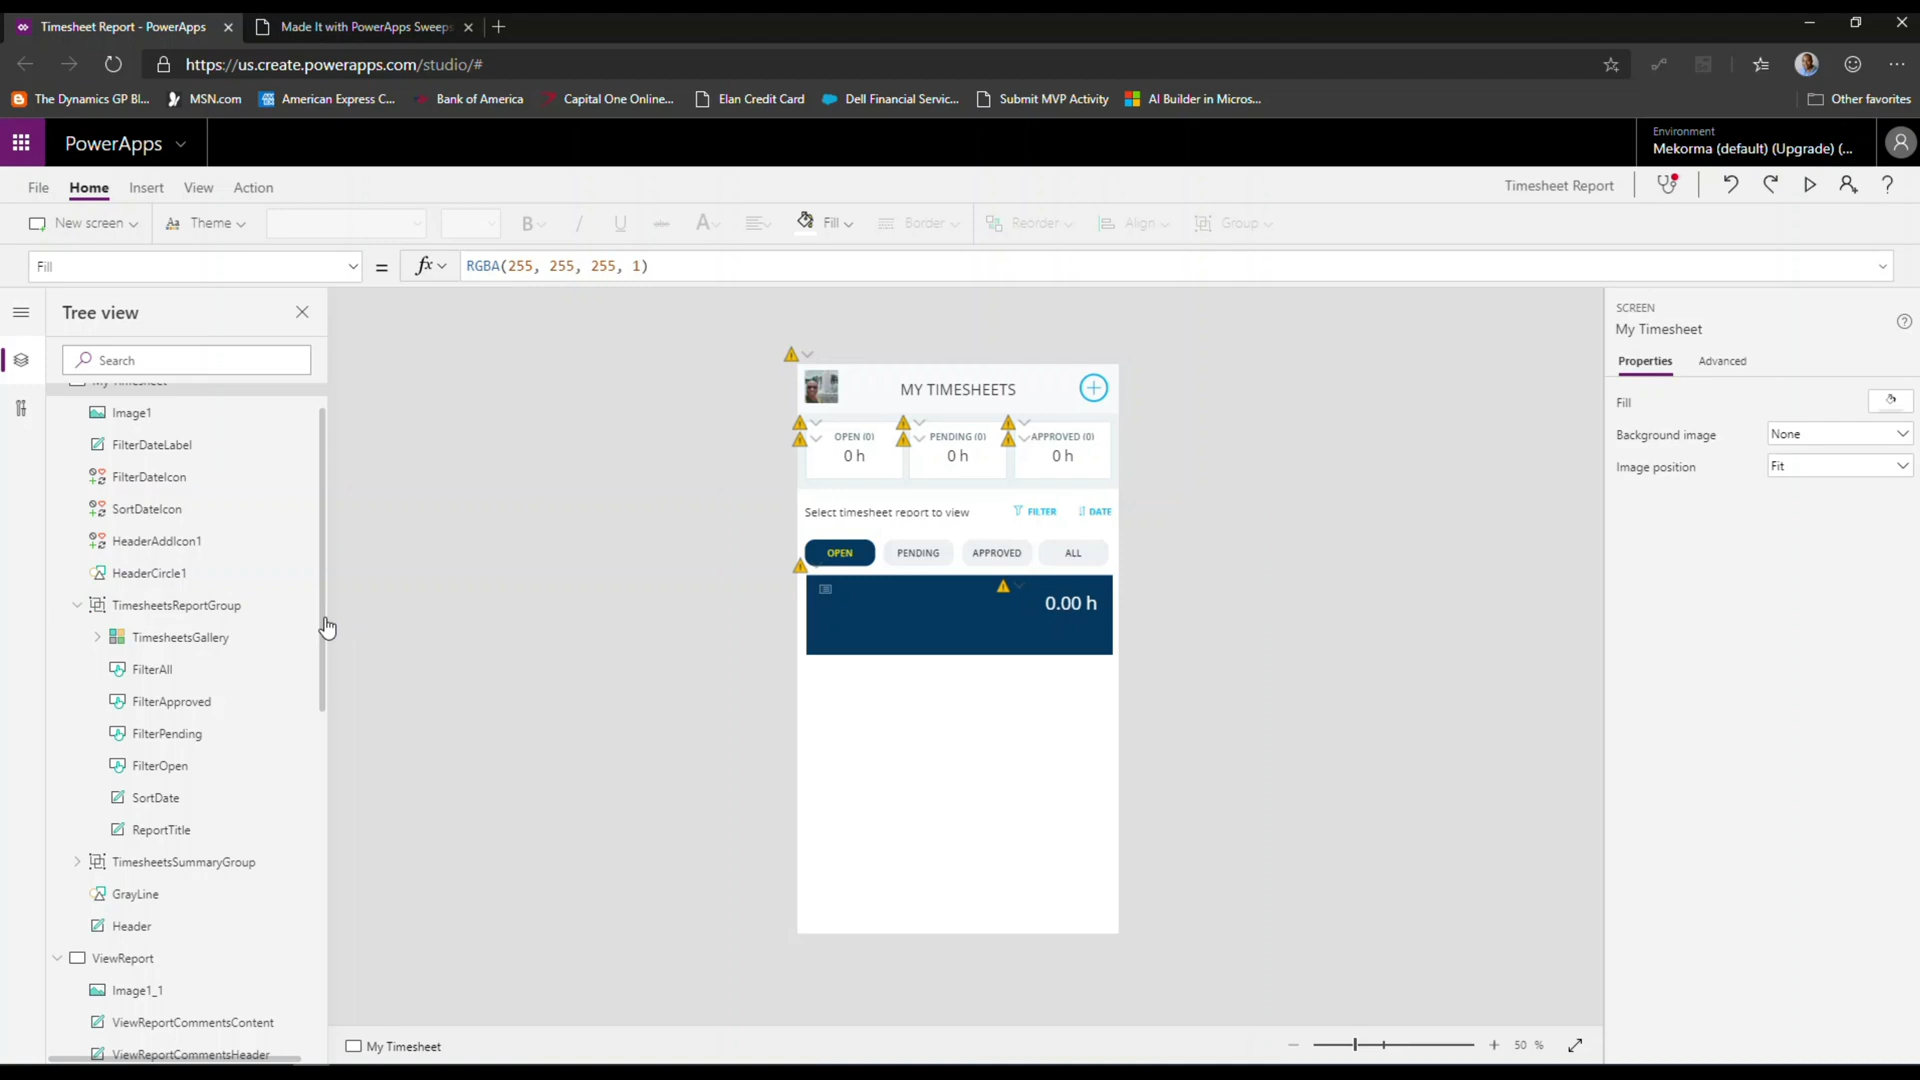 Timesheet Report - PowerApps
Made It with PowerApps Sweeps
https://us.create.powerapps.com/studio/#
The Dynamics GP Bl... MSN.com American Express C... Bank of America Capital One Online... Elan Credit Card Dell Financial Servic... Submit MVP Activity AI Builder in Micros... Other favorites
PowerApps
Environment
Mekorma (default) (Upgrade) (...
File Home Insert View Action
Timesheet Report
New screen Theme B / U abc A Fill Border Reorder Align Group
Fill = fx RGBA(255, 255, 255, 1)
Tree view
Search
My Timesheet
Image1
FilterDateLabel
FilterDateIcon
SortDateIcon
HeaderAddIcon1
HeaderCircle1
TimesheetsReportGroup
TimesheetsGallery
FilterAll
FilterApproved
FilterPending
FilterOpen
SortDate
ReportTitle
TimesheetsSummaryGroup
GrayLine
Header
ViewReport
Image1_1
ViewReportCommentsContent
ViewReportCommentsHeader
MY TIMESHEETS
OPEN (0) PENDING (0) APPROVED (0)
0 h 0 h 0 h
Select timesheet report to view FILTER DATE
OPEN PENDING APPROVED ALL
0.00 h
My Timesheet
50 %
SCREEN
My Timesheet
Properties Advanced
Fill
Background image None
Image position Fit